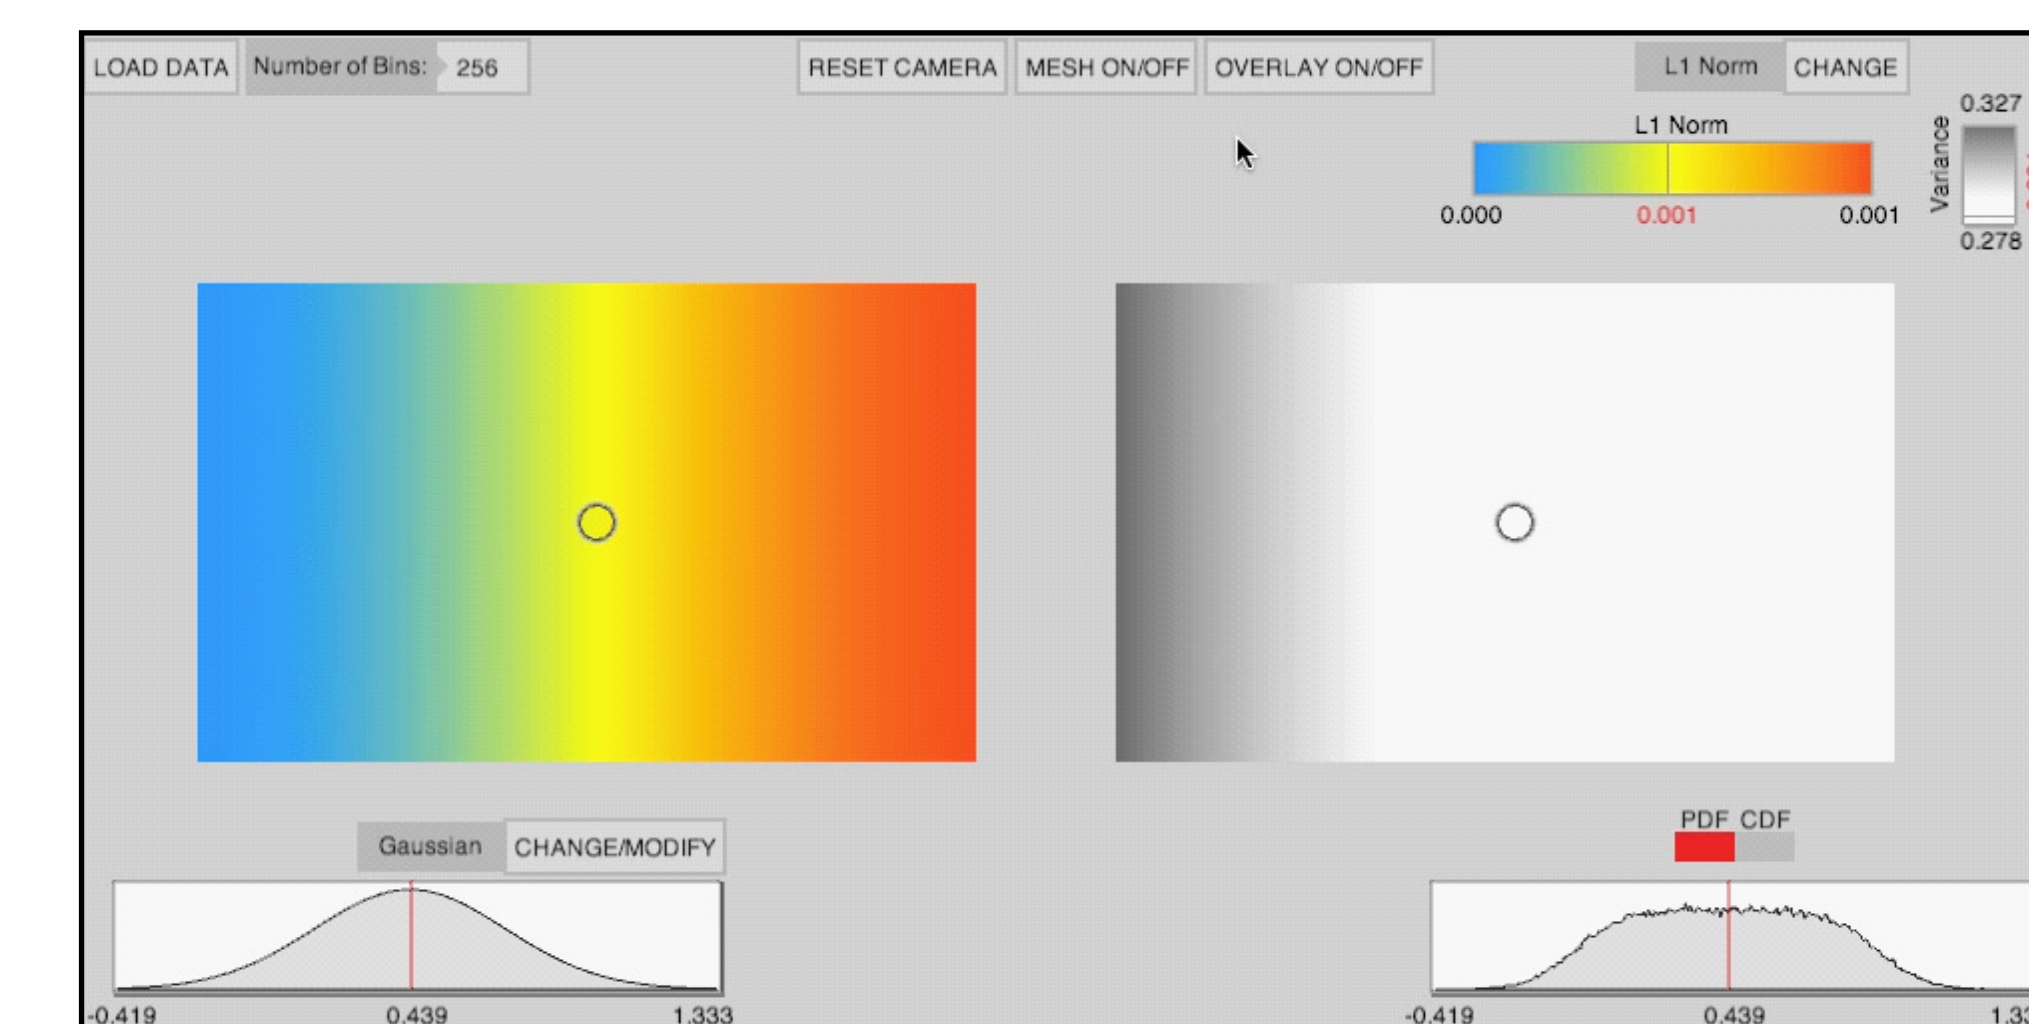 LOAD DATA Number of Bins: 256 RESET CAMERA MESH ON/OFF OVERLAY ON/OFF L1 Norm CHANGE
0.327
L1 Norm
Variance
0.000 0.001 0.001
0.278
PDF CDF
Gaussian CHANGE/MODIFY
-0.419 0.439 1.333 -0.419 0.439